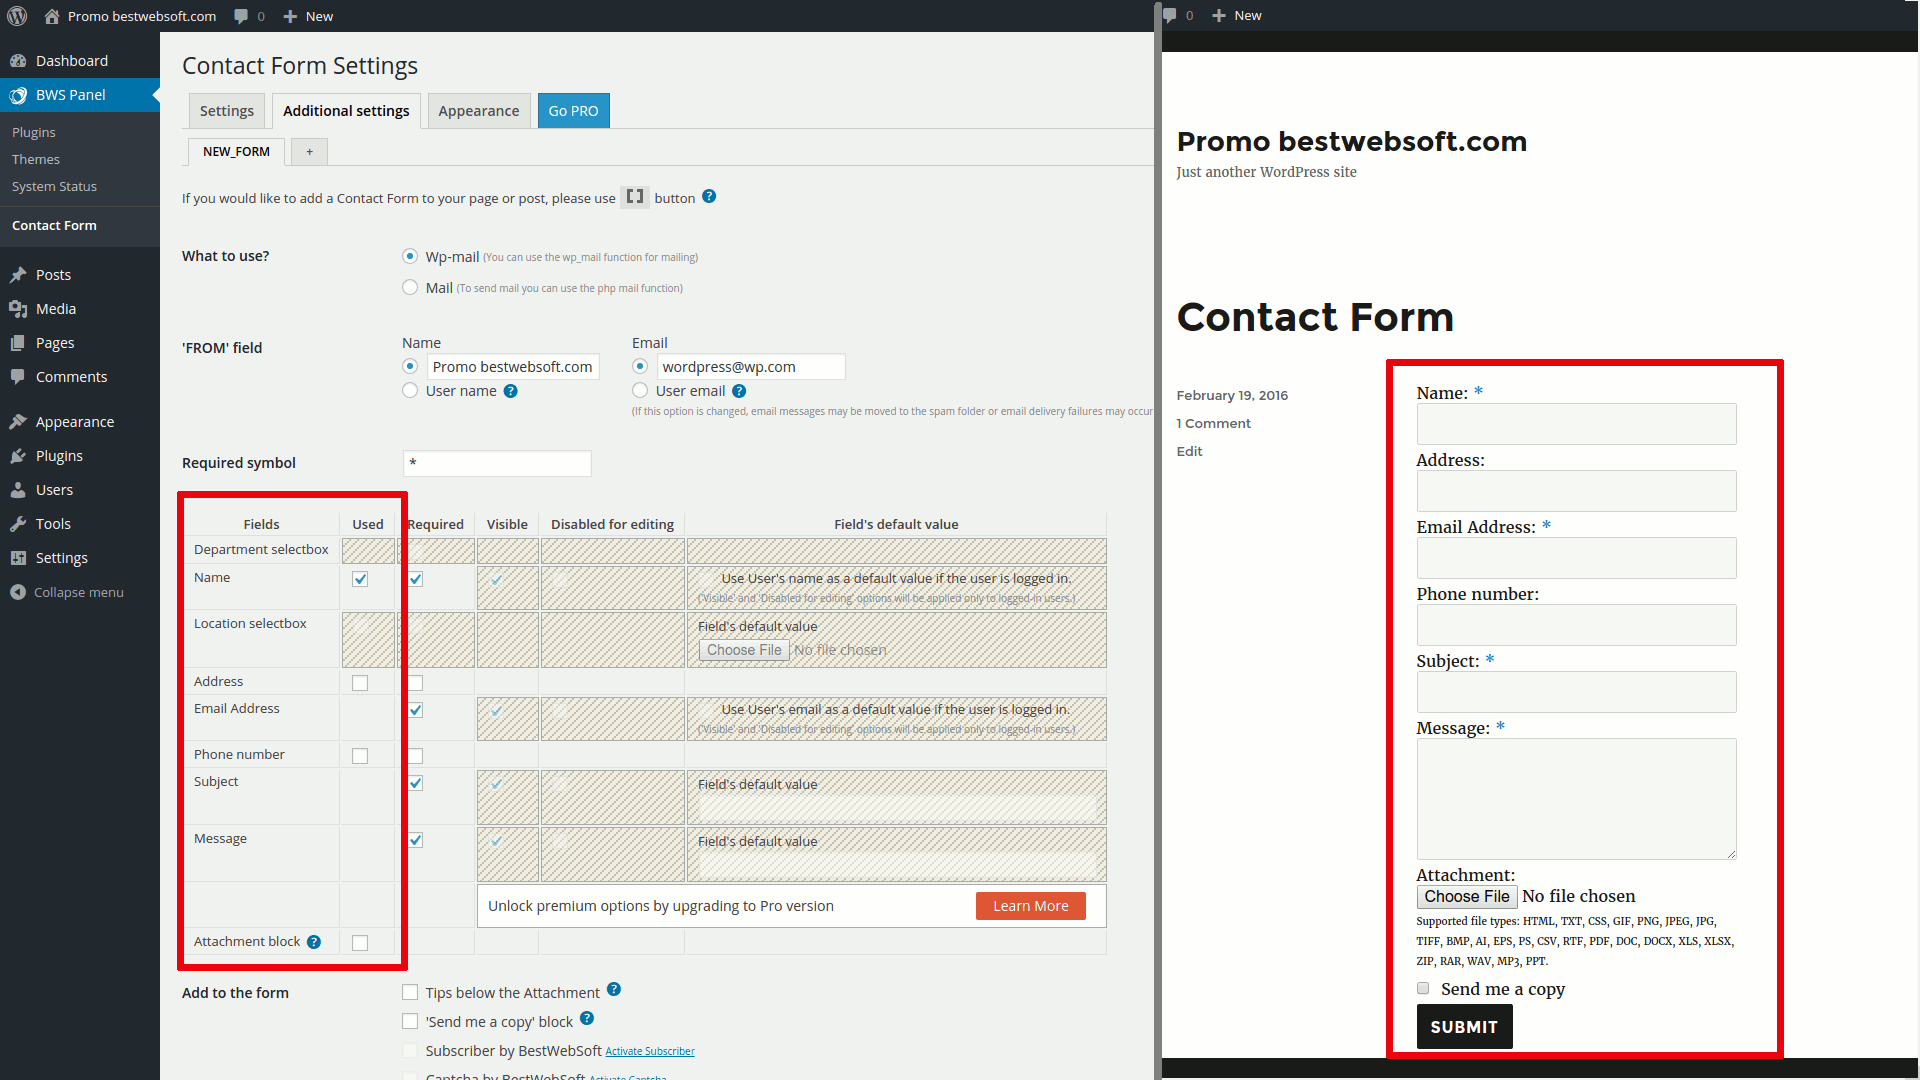 Promo bestwebsoft.com 0 New
Dashboard
BWS Panel
Plugins
Themes
System Status
Contact Form
Posts
Media
Pages
Comments
Appearance
Plugins
Users
Tools
Settings
Collapse menu
Contact Form Settings
Settings Additional settings Appearance Go PRO
NEW_FORM +
If you would like to add a Contact Form to your page or post, please use [ ] button ?
What to use?
Wp-mail (You can use the wp_mail function for mailing)
Mail (To send mail you can use the php mail function)
'FROM' field
Name Email
Promo bestwebsoft.com wordpress@wp.com
User name ? User email ?
(If this option is changed, email messages may be moved to the spam folder or email delivery failures may occur
Required symbol *
Fields Used Required Visible Disabled for editing Field's default value
Department selectbox
Name Use User's name as a default value if the user is logged in.
('Visible' and 'Disabled for editing' options will be applied only to logged-in users.)
Location selectbox Field's default value
Choose File No file chosen
Address
Email Address Use User's email as a default value if the user is logged in.
('Visible' and 'Disabled for editing' options will be applied only to logged-in users.)
Phone number
Subject Field's default value
Message Field's default value
Unlock premium options by upgrading to Pro version Learn More
Attachment block ?
Add to the form
Tips below the Attachment ?
'Send me a copy' block ?
Subscriber by BestWebSoft Activate Subscriber
Captcha by BestWebSoft Activate Captcha
0 New
Promo bestwebsoft.com
Just another WordPress site
Contact Form
February 19, 2016
1 Comment
Edit
Name: *
Address:
Email Address: *
Phone number:
Subject: *
Message: *
Attachment:
Choose File No file chosen
Supported file types: HTML, TXT, CSS, GIF, PNG, JPEG, JPG,
TIFF, BMP, AI, EPS, PS, CSV, RTF, PDF, DOC, DOCX, XLS, XLSX,
ZIP, RAR, WAV, MP3, PPT.
Send me a copy
SUBMIT